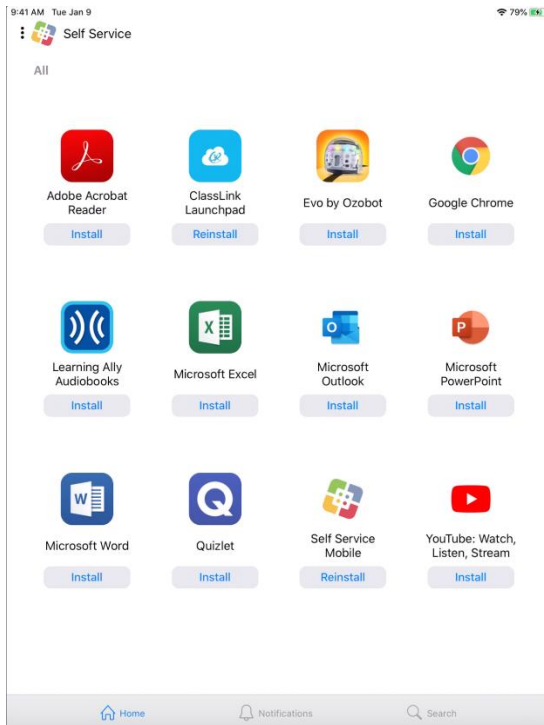 9:41 AM Tue Jan 9
79%
Self Service
All
Adobe Acrobat
Reader
Install
ClassLink
Launchpad
Reinstall
Evo by Ozobot
Install
Google Chrome
Install
Learning Ally
Audiobooks
Install
X
Microsoft Excel
Install
O
Microsoft
Outlook
Install
P
Microsoft
PowerPoint
Install
W
Microsoft Word
Install
Q
Quizlet
Install
Self Service
Mobile
Reinstall
YouTube: Watch,
Listen, Stream
Install
Home
Notifications
Search